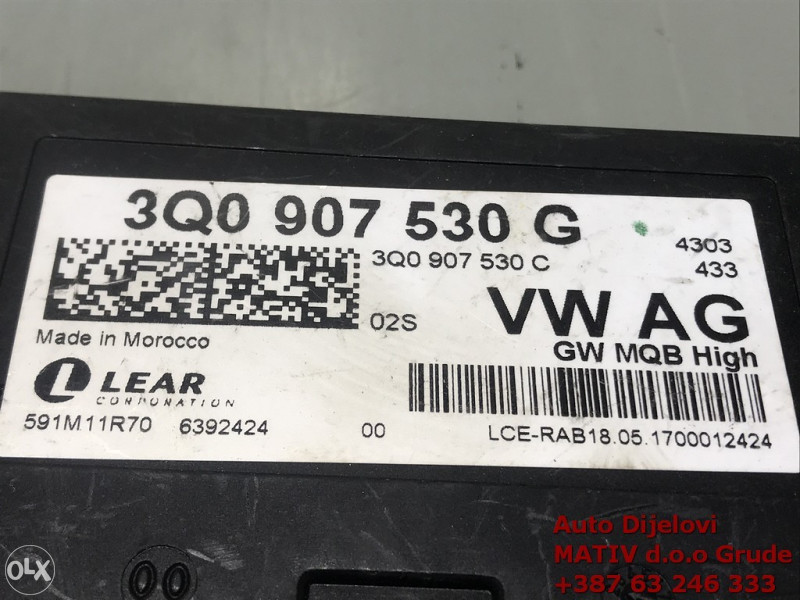 3Q0 907 530 G
4303
3Q0 907 530 C
433
02S
VW AG
Made in Morocco
GW MQB High
LEAR
CORPORATION
591M11R70 6392424 00 LCE-RAB18.05.1700012424
Auto Dijelovi
MATIV d.o.o Grude
+387 63 246 333
OLX
00